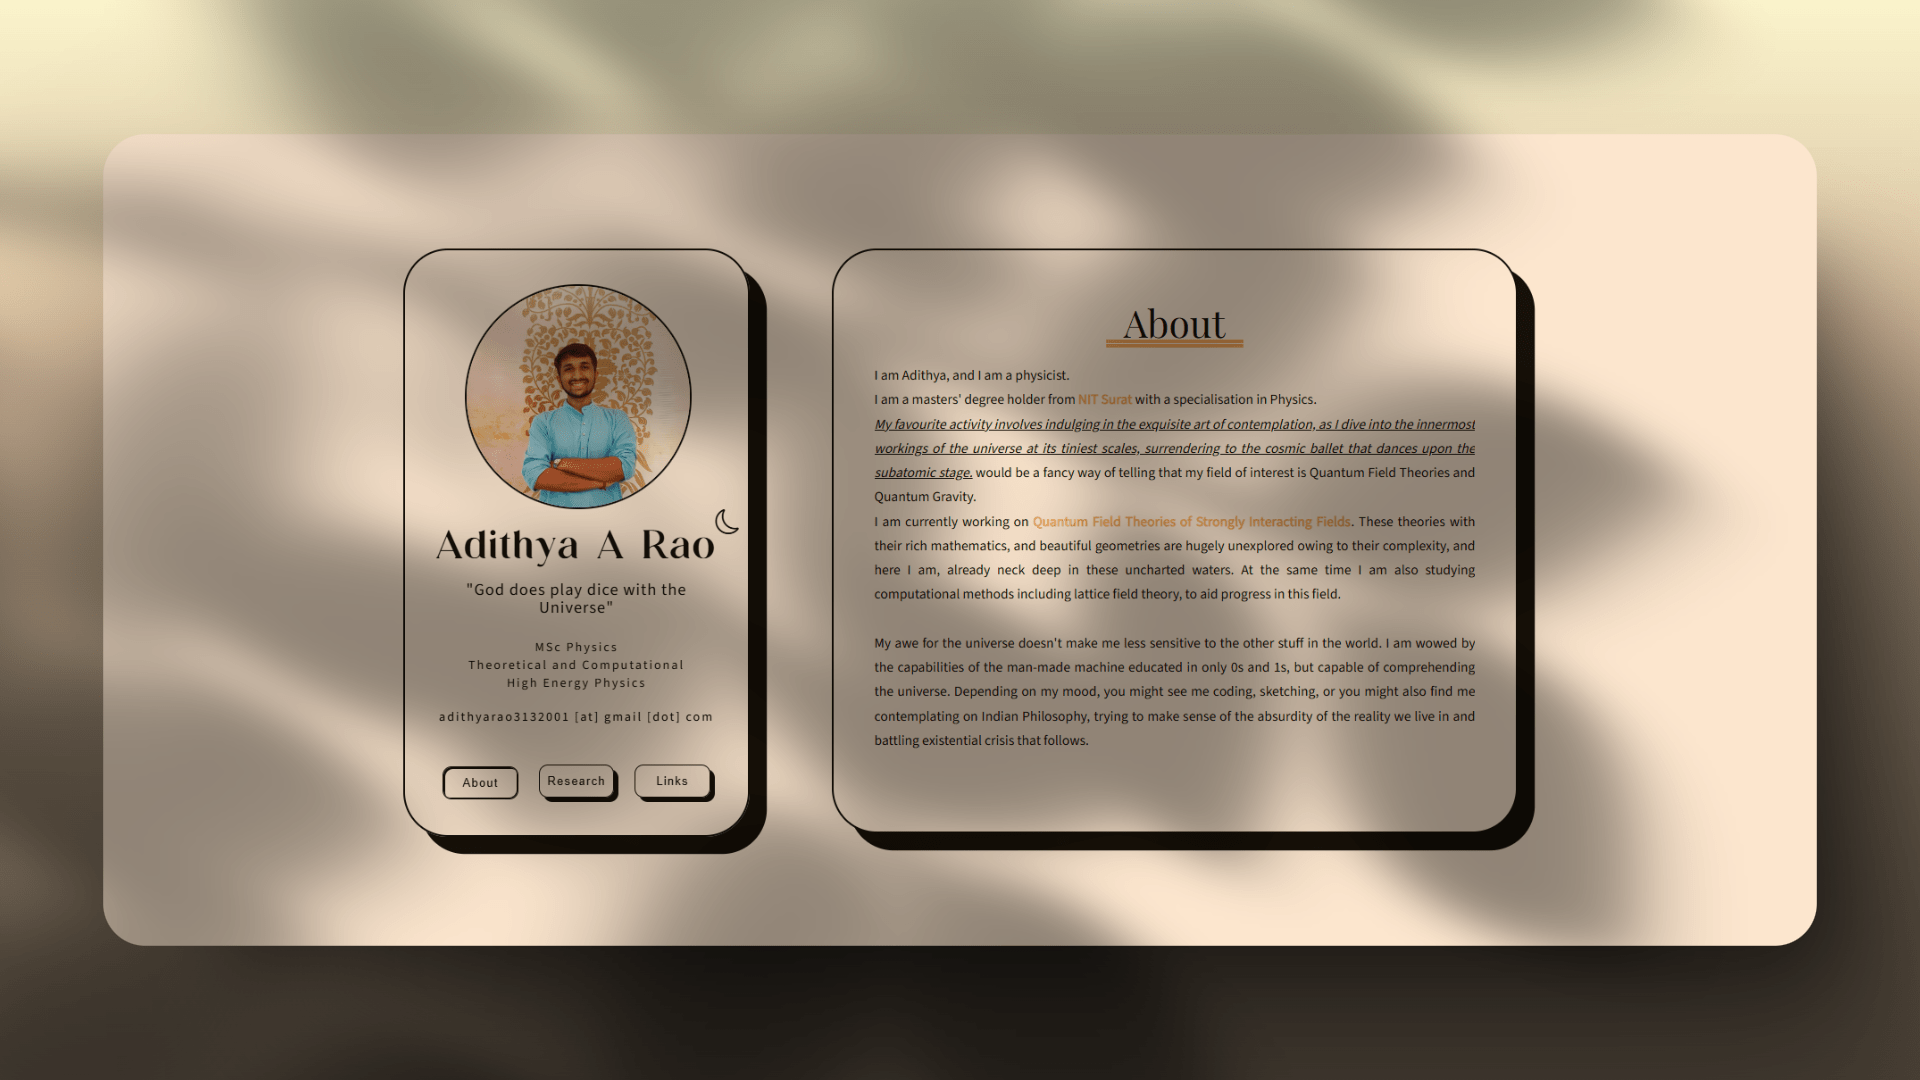 Adithya A Rao
"God does play dice with the
Universe"
MSc Physics
Theoretical and Computational
High Energy Physics
adithyarao3132001 [at] gmail [dot] com
About
Research
Links
About
I am Adithya, and I am a physicist.
I am a masters' degree holder from NIT Surat with a specialisation in Physics.
My favourite activity involves indulging in the exquisite art of contemplation, as I dive into the innermost
workings of the universe at its tiniest scales, surrendering to the cosmic ballet that dances upon the
subatomic stage. would be a fancy way of telling that my field of interest is Quantum Field Theories and
Quantum Gravity.
I am currently working on Quantum Field Theories of Strongly Interacting Fields. These theories with
their rich mathematics, and beautiful geometries are hugely unexplored owing to their complexity, and
here I am, already neck deep in these uncharted waters. At the same time I am also studying
computational methods including lattice field theory, to aid progress in this field.
My awe for the universe doesn't make me less sensitive to the other stuff in the world. I am wowed by
the capabilities of the man-made machine educated in only 0s and 1s, but capable of comprehending
the universe. Depending on my mood, you might see me coding, sketching, or you might also find me
contemplating on Indian Philosophy, trying to make sense of the absurdity of the reality we live in and
battling existential crisis that follows.